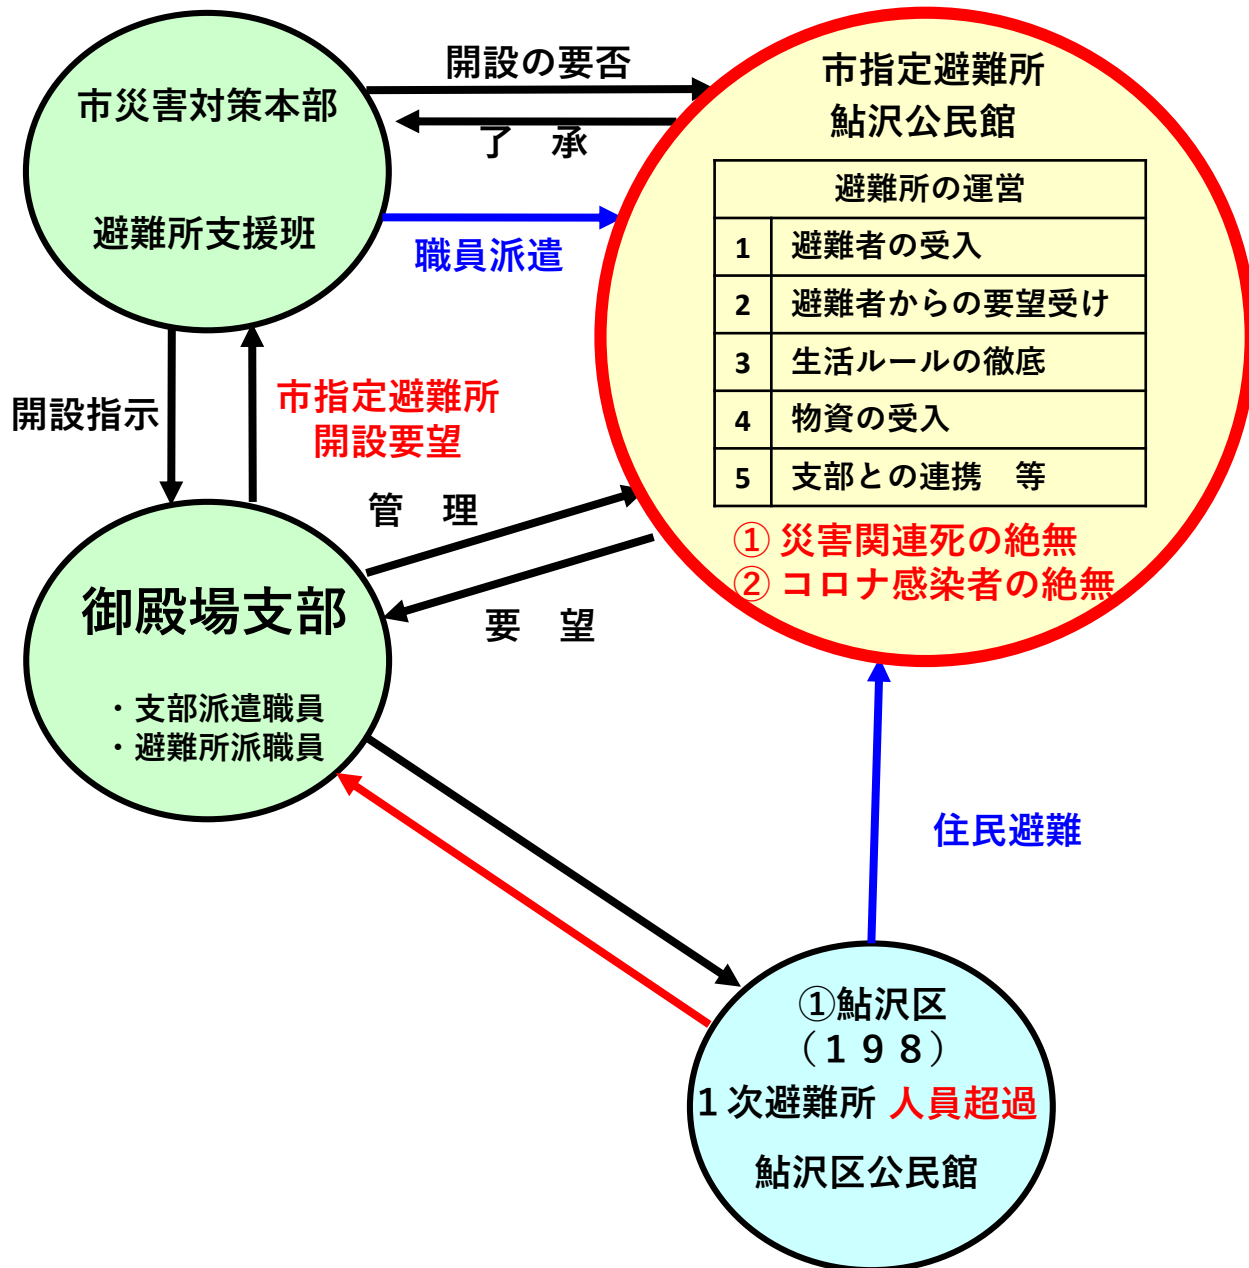 市災害対策本部
避難所支援班
開設の要否
了　承
職員派遣
市指定避難所
鮎沢公民館
避難所の運営
1 避難者の受入
2 避難者からの要望受け
3 生活ルールの徹底
4 物資の受入
5 支部との連携　等
① 災害関連死の絶無
② コロナ感染者の絶無
開設指示
市指定避難所
開設要望
管　理
要　望
御殿場支部
・支部派遣職員
・避難所派職員
住民避難
①鮎沢区
（１９８）
１次避難所 人員超過
鮎沢区公民館